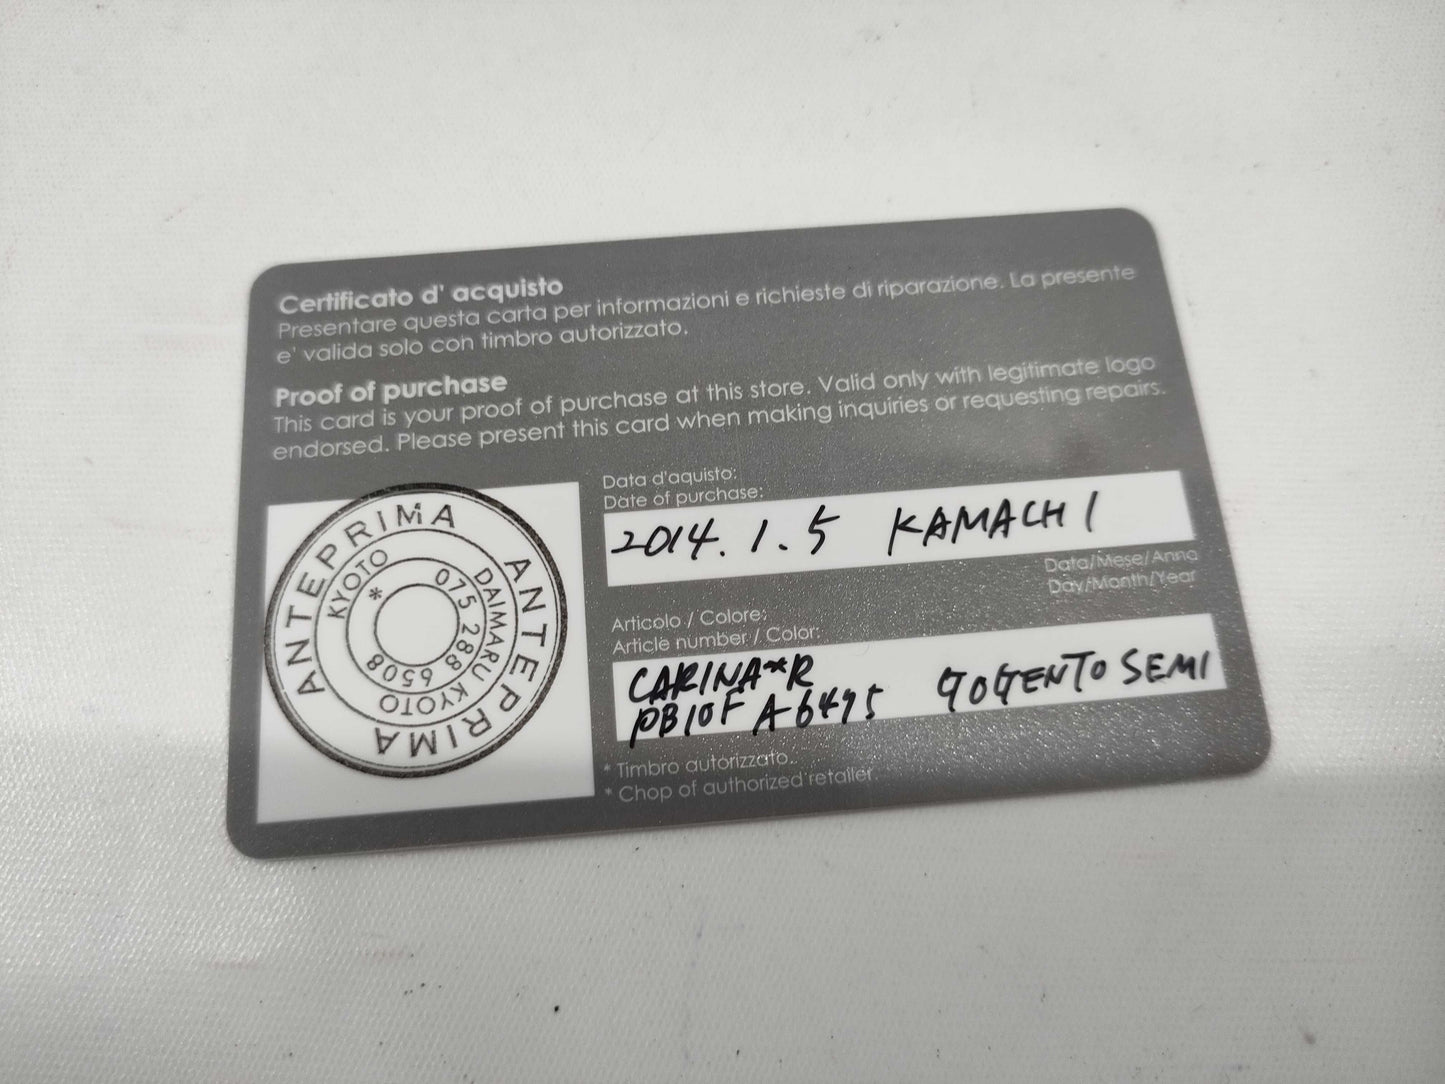 Certificato d' acquisto
Presentare questa carta per informazioni e richieste di riparazione. La presente
e' valida solo con timbro autorizzato.
Proof of purchase
This card is your proof of purchase at this store. Valid only with legitimate logo
endorsed. Please present this card when making inquiries or requesting repairs.
Data d'aquisto:
Date of purchase:
2014. 1. 5 KAMACHI
Data/Mese/Anno
Day/Month/Year
Articolo / Colore:
Article number / Color:
CARINA*R
PB10F A6495 GOGENTO SEMI
* Timbro autorizzato..
* Chop of authorized retailer
ANTEPRIMA ANTEPRIMA
KYOTO DAIMARU KYOTO
* 075 288 6508